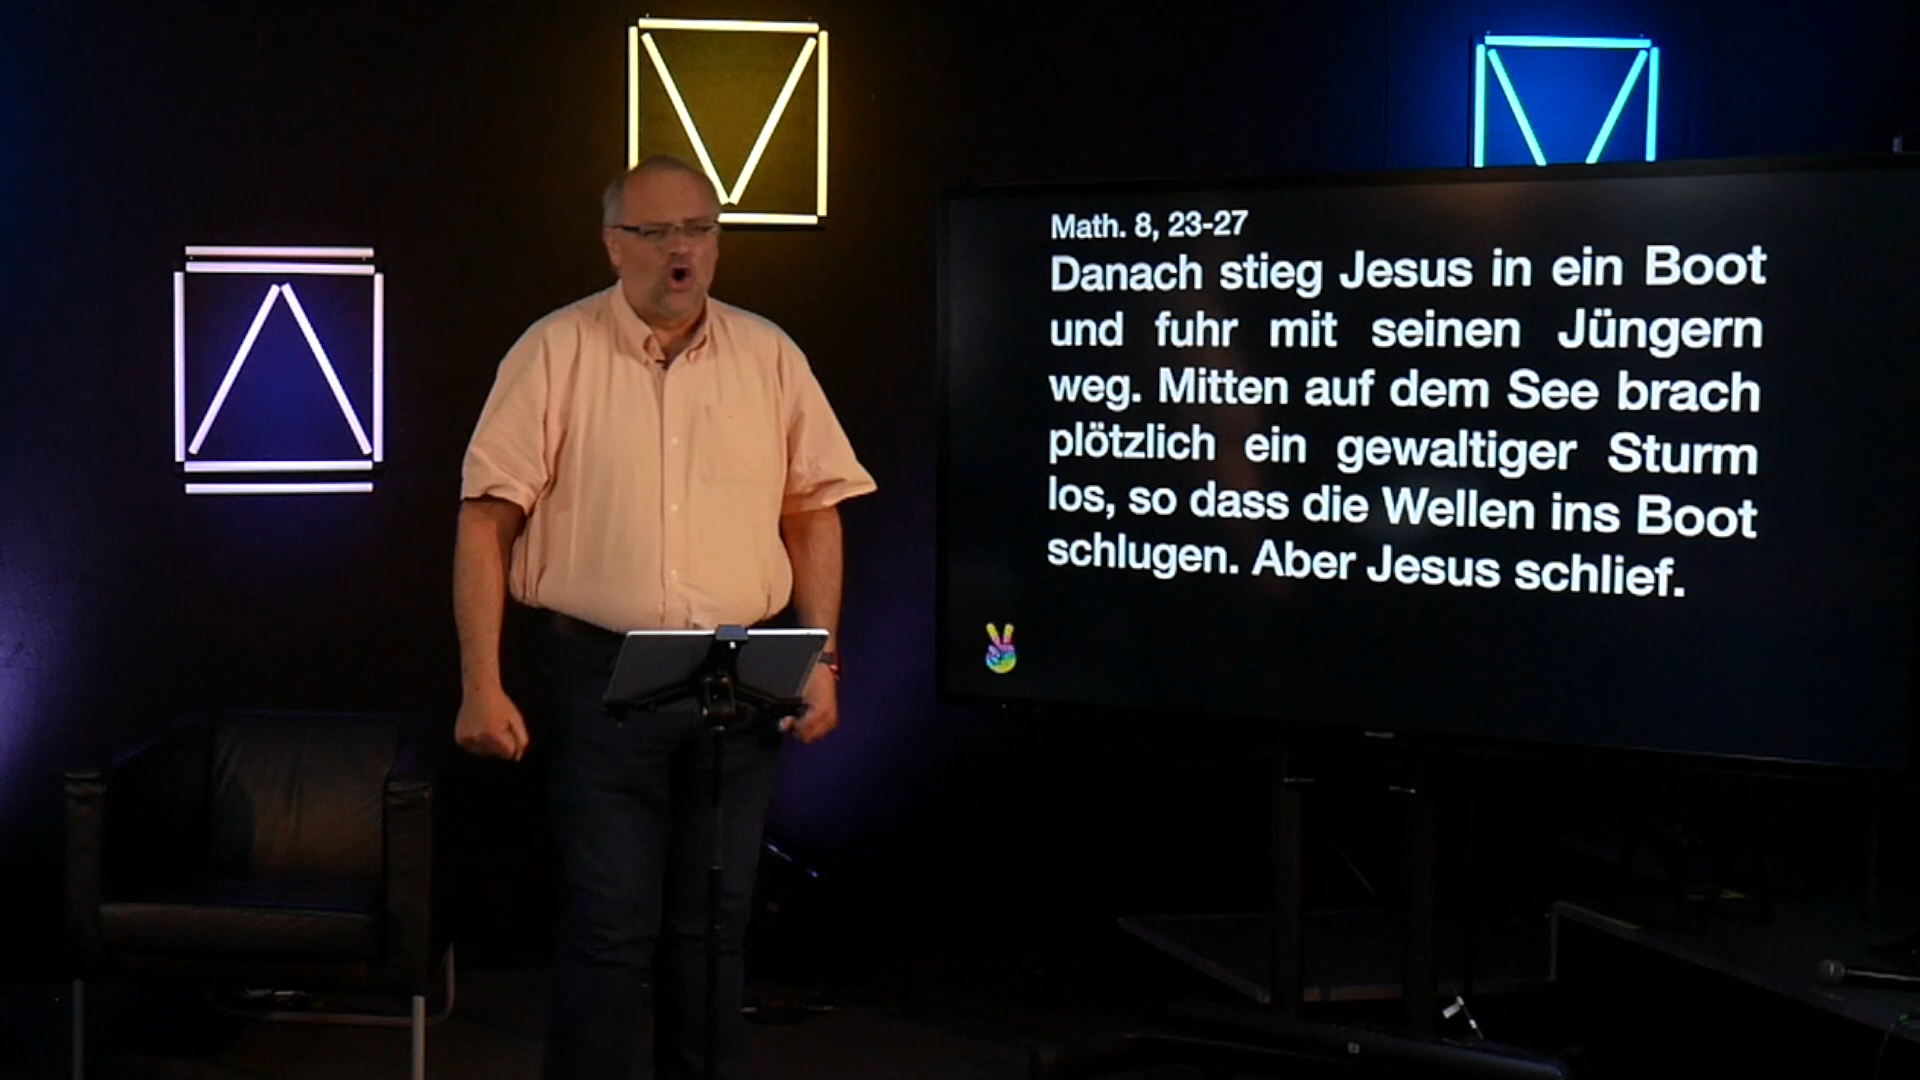 Math. 8, 23-27
Danach stieg Jesus in ein Boot
und fuhr mit seinen Jüngern
weg. Mitten auf dem See brach
plötzlich ein gewaltiger Sturm
los, so dass die Wellen ins Boot
schlugen. Aber Jesus schlief.